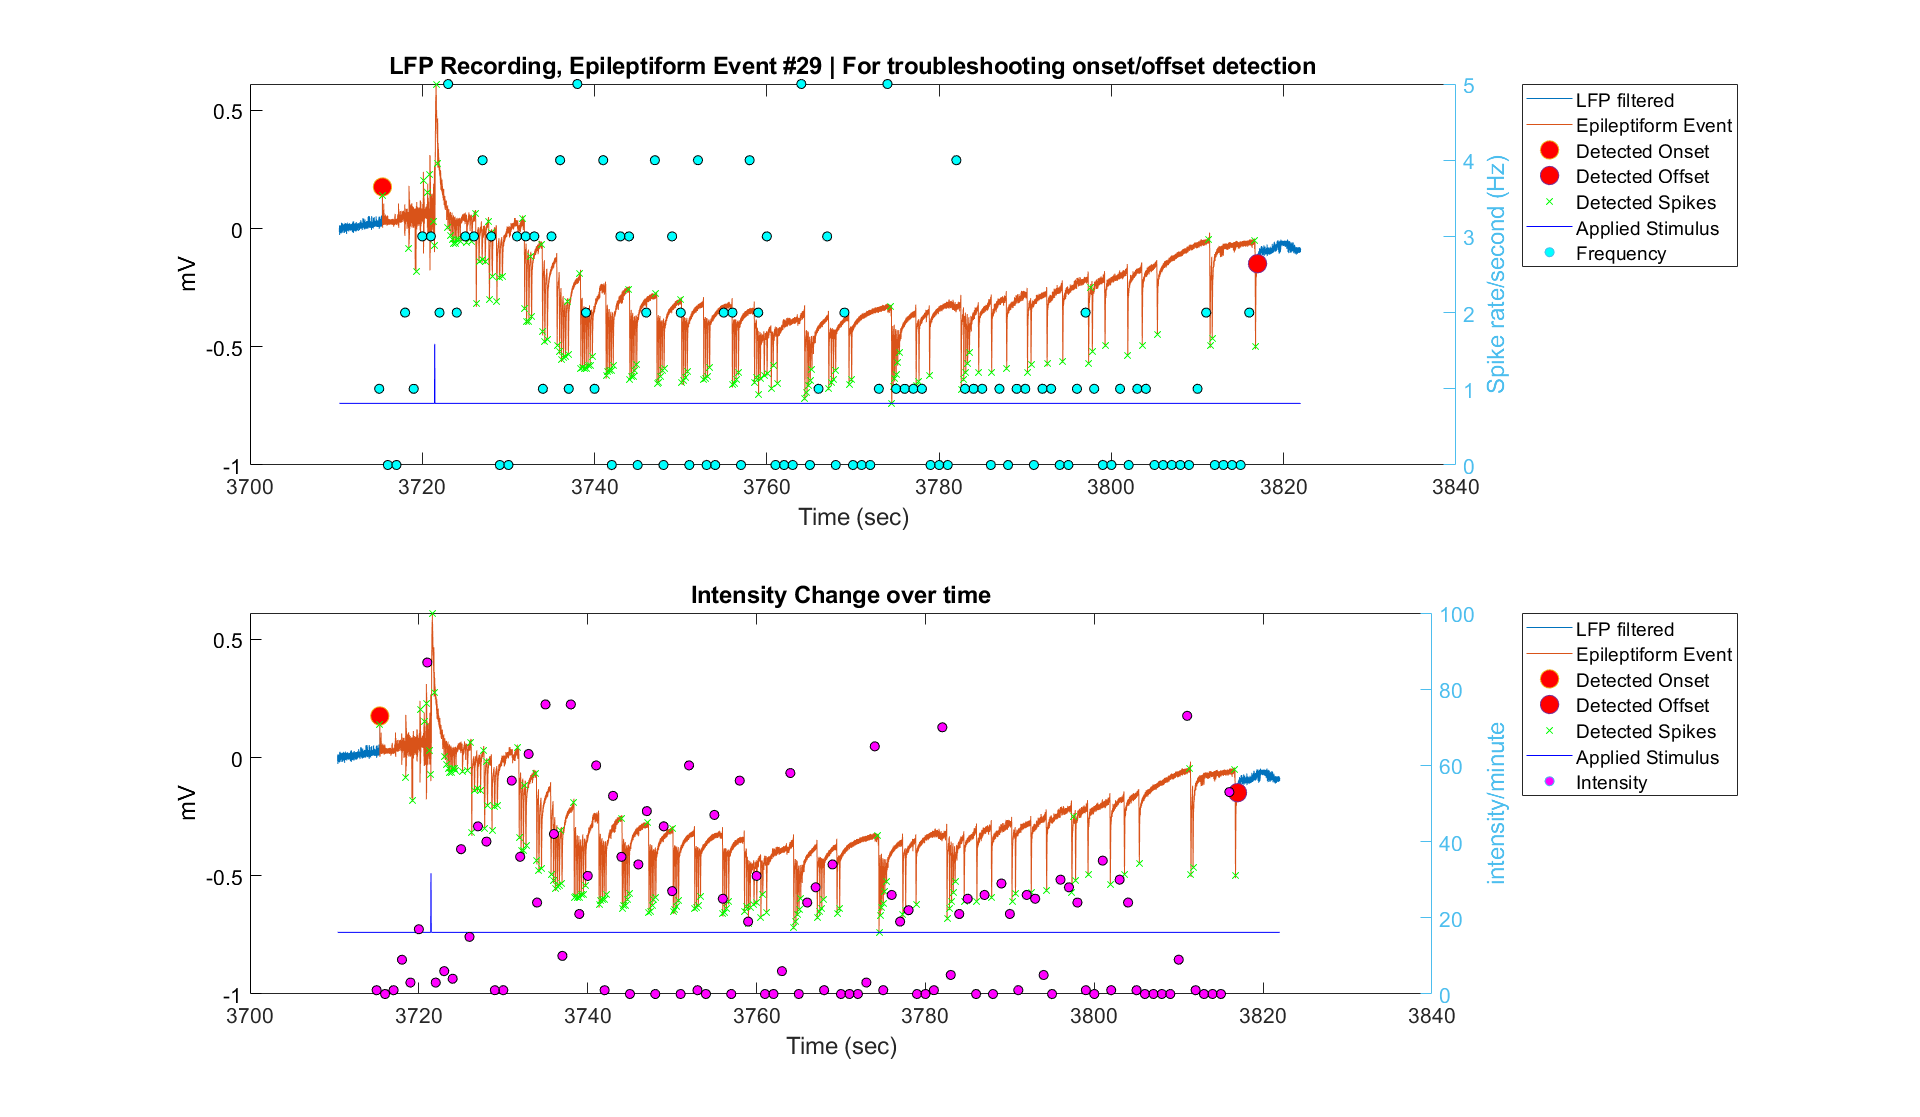 LFP Recording, Epileptiform Event #29 | For troubleshooting onset/offset detection
0.5
0
-0.5
-1
mV
5
4
3
2
1
0
Spike rate/second (Hz)
3700 3720 3740 3760 3780 3800 3820 3840
Time (sec)
LFP filtered
Epileptiform Event
Detected Onset
Detected Offset
Detected Spikes
Applied Stimulus
Frequency
Intensity Change over time
0.5
0
-0.5
-1
mV
100
80
60
40
20
0
intensity/minute
3700 3720 3740 3760 3780 3800 3820 3840
Time (sec)
LFP filtered
Epileptiform Event
Detected Onset
Detected Offset
Detected Spikes
Applied Stimulus
Intensity